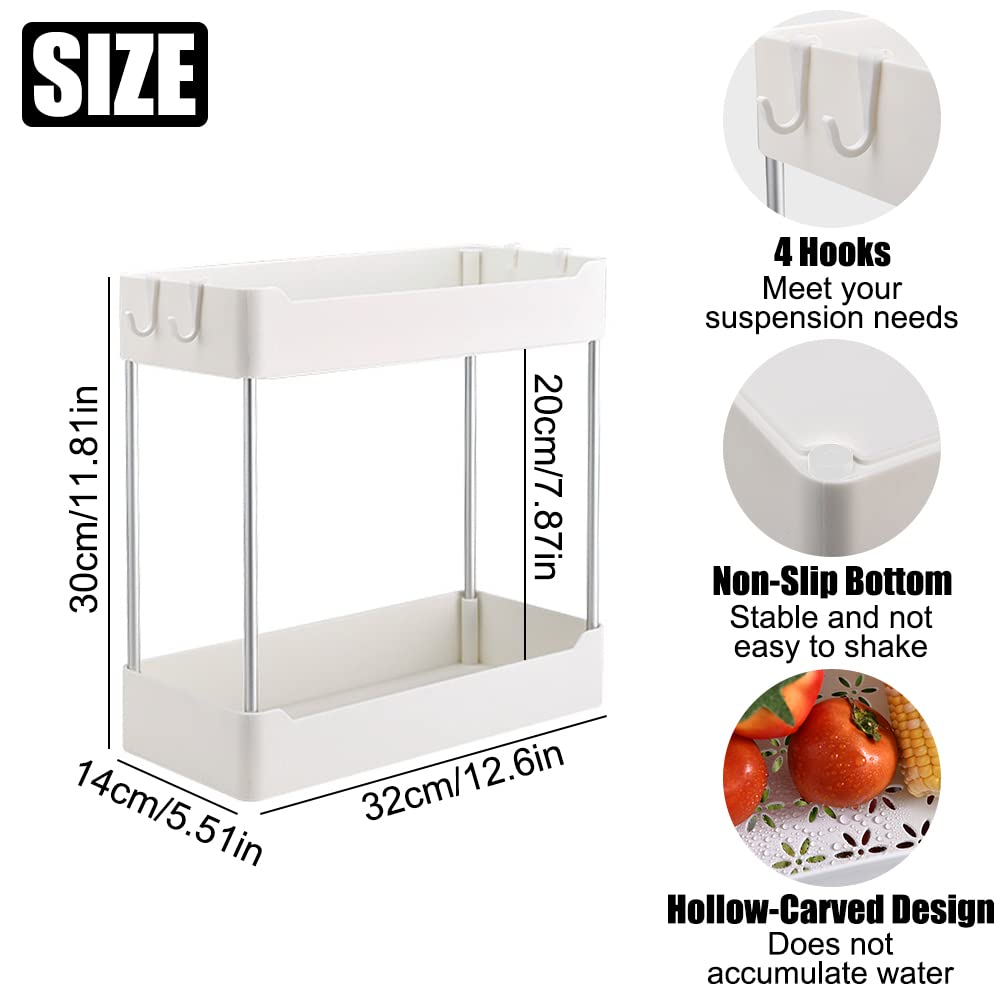 SIZE
30cm/11.81in
20cm/7.87in
14cm/5.51in
32cm/12.6in
4 Hooks
Meet your
suspension needs
Non-Slip Bottom
Stable and not
easy to shake
Hollow-Carved Design
Does not
accumulate water